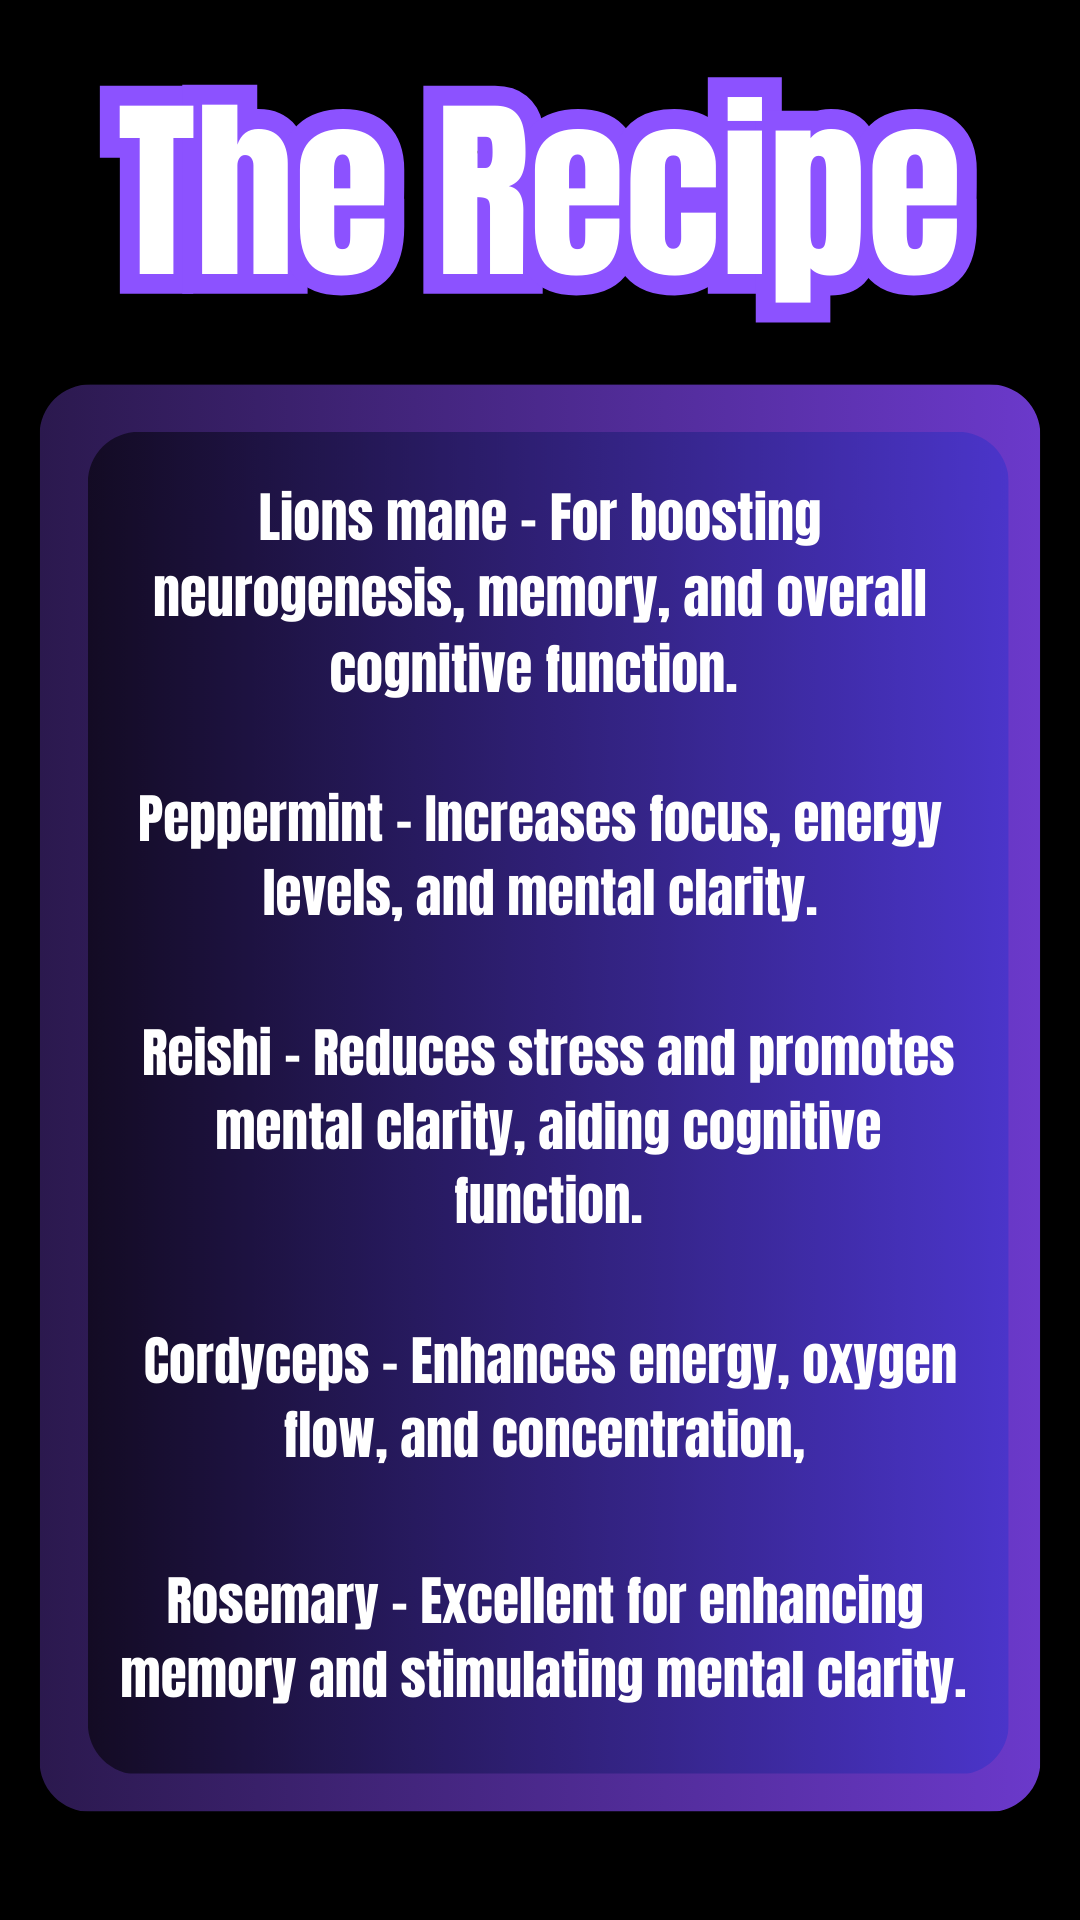 The Recipe
Lions mane - For boosting
neurogenesis, memory, and overall
cognitive function.
Peppermint - Increases focus, energy
levels, and mental clarity.
Reishi - Reduces stress and promotes
mental clarity, aiding cognitive
function.
Cordyceps - Enhances energy, oxygen
flow, and concentration,
Rosemary - Excellent for enhancing
memory and stimulating mental clarity.